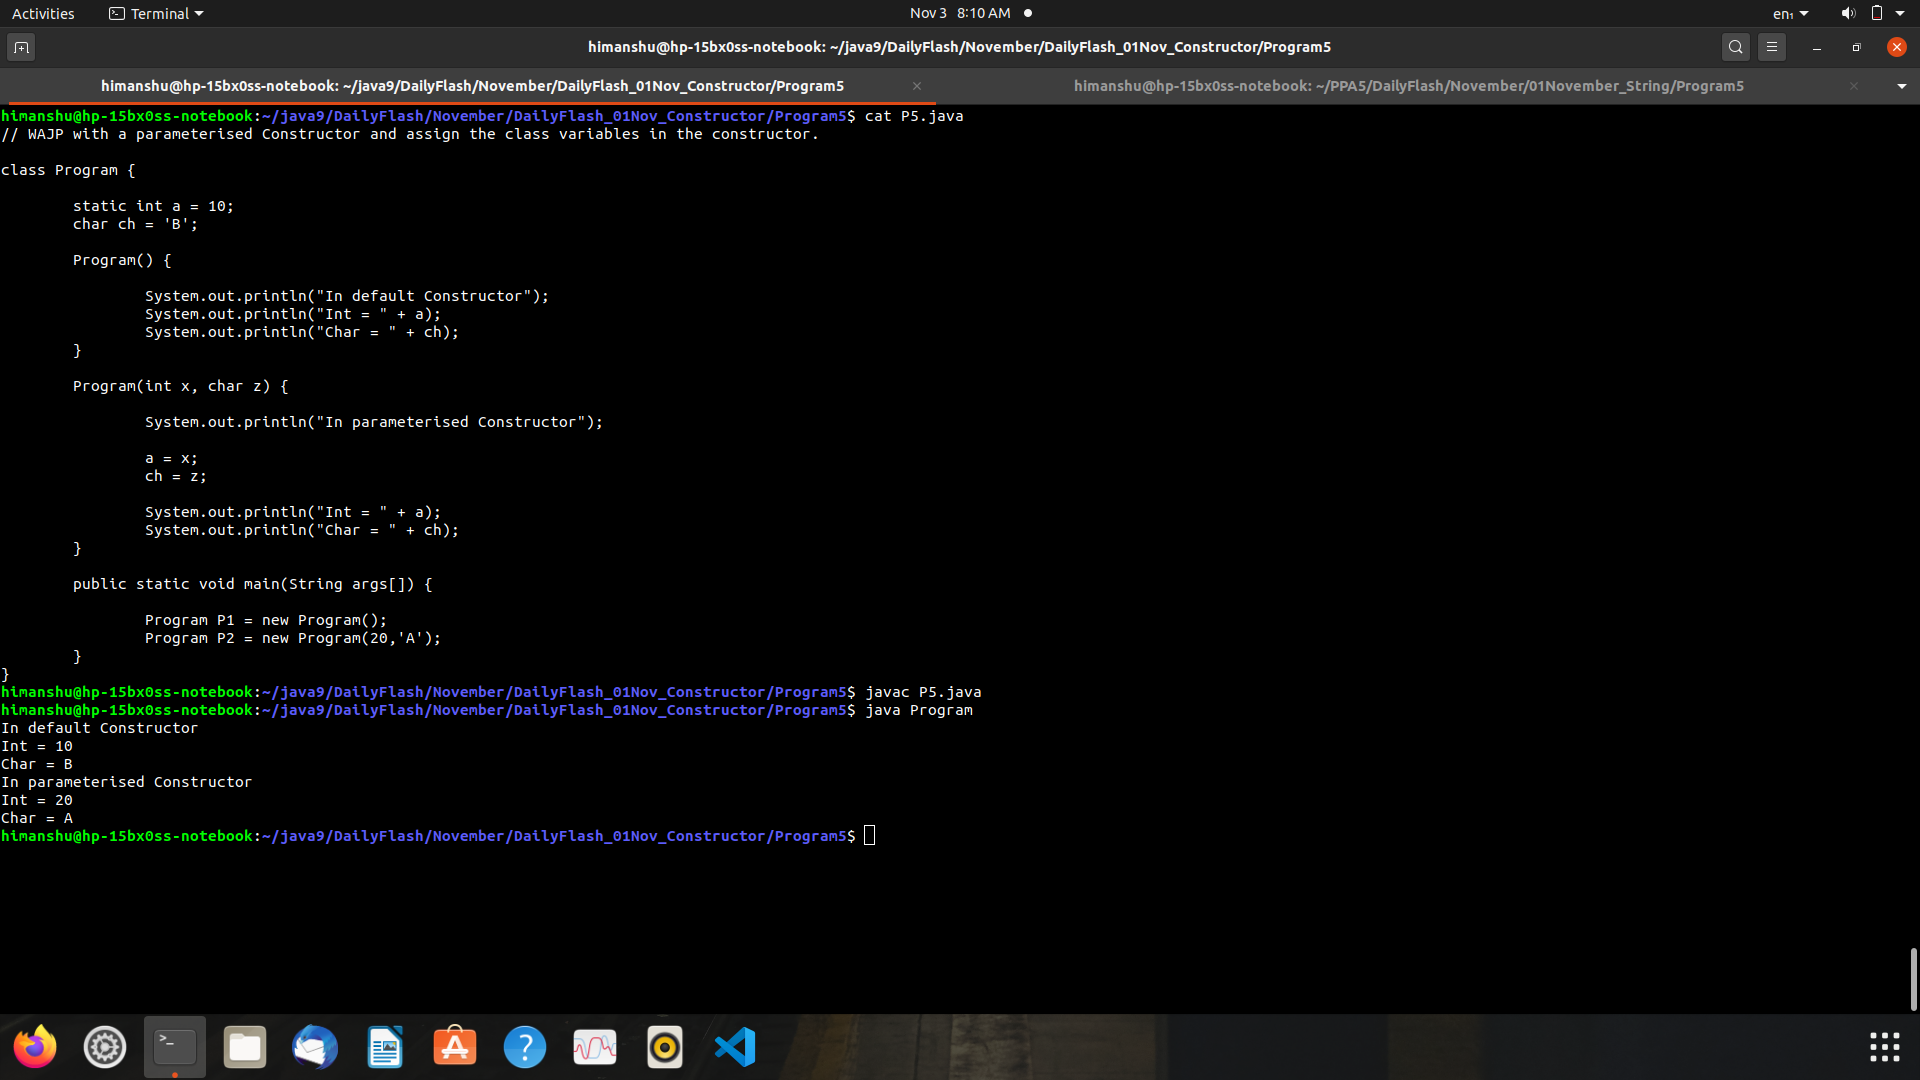 Activities Terminal Nov 3 8:10 AM en₁
himanshu@hp-15bx0ss-notebook: ~/java9/DailyFlash/November/DailyFlash_01Nov_Constructor/Program5
himanshu@hp-15bx0ss-notebook: ~/java9/DailyFlash/November/DailyFlash_01Nov_Constructor/Program5 himanshu@hp-15bx0ss-notebook: ~/PPA5/DailyFlash/November/01November_String/Program5
himanshu@hp-15bx0ss-notebook:~/java9/DailyFlash/November/DailyFlash_01Nov_Constructor/Program5$ cat P5.java
// WAJP with a parameterised Constructor and assign the class variables in the constructor.
class Program {
static int a = 10;
char ch = 'B';
Program() {
System.out.println("In default Constructor");
System.out.println("Int = " + a);
System.out.println("Char = " + ch);
}
Program(int x, char z) {
System.out.println("In parameterised Constructor");
a = x;
ch = z;
System.out.println("Int = " + a);
System.out.println("Char = " + ch);
}
public static void main(String args[]) {
Program P1 = new Program();
Program P2 = new Program(20,'A');
}
}
himanshu@hp-15bx0ss-notebook:~/java9/DailyFlash/November/DailyFlash_01Nov_Constructor/Program5$ javac P5.java
himanshu@hp-15bx0ss-notebook:~/java9/DailyFlash/November/DailyFlash_01Nov_Constructor/Program5$ java Program
In default Constructor
Int = 10
Char = B
In parameterised Constructor
Int = 20
Char = A
himanshu@hp-15bx0ss-notebook:~/java9/DailyFlash/November/DailyFlash_01Nov_Constructor/Program5$